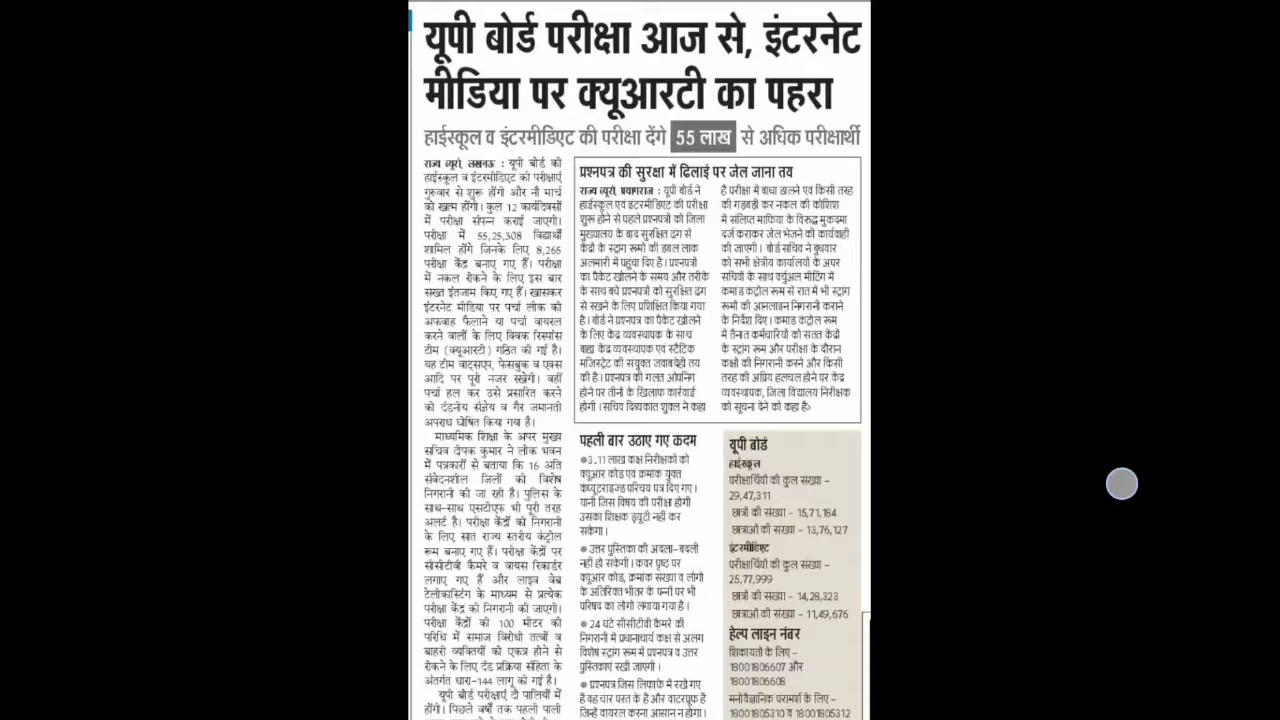 यूपी बोर्ड परीक्षा आज से, इंटरनेट
मीडिया पर क्यूआरटी का पहरा
हाईस्कूल व इंटरमीडिएट की परीक्षा देंगे 55 लाख से अधिक परीक्षार्थी
राज्य ब्यूरो, लखनऊ : यूपी बोर्ड की
हाईस्कूल व इंटरमीडिएट की परीक्षाएं
गुरुवार से शुरू होंगी और नौ मार्च
को खत्म होंगी। कुल 12 कार्यदिवसों
में परीक्षा संपन्न कराई जाएगी।
परीक्षा में 55,25,308 विद्यार्थी
शामिल होंगे जिनके लिए 8,265
परीक्षा केंद्र बनाए गए हैं। परीक्षा
में नकल रोकने के लिए इस बार
सख्त इंतजाम किए गए हैं। खासकर
इंटरनेट मीडिया पर पर्चा लीक की
अफवाह फैलाने या पर्चा वायरल
करने वालों के लिए क्विक रिस्पांस
टीम (क्यूआरटी) गठित की गई है।
यह टीम वाट्सएप, फेसबुक व एक्स
आदि पर पूरी नजर रखेगी। वहीं
पर्चा हल कर उसे प्रसारित करने
को दंडनीय संज्ञेय व गैर जमानती
अपराध घोषित किया गया है।
माध्यमिक शिक्षा के अपर मुख्य
सचिव दीपक कुमार ने लोक भवन
में पत्रकारों से बताया कि 16 अति
संवेदनशील जिलों की विशेष
निगरानी की जा रही है। पुलिस के
साथ-साथ एसटीएफ भी पूरी तरह
अलर्ट है। परीक्षा केंद्रों की निगरानी
के लिए सात राज्य स्तरीय कंट्रोल
रूम बनाए गए हैं। परीक्षा केंद्रों पर
सीसीटीवी कैमरे व वायस रिकार्डर
लगाए गए हैं और लाइव वेब
टेलीकास्टिंग के माध्यम से प्रत्येक
परीक्षा केंद्र की निगरानी की जाएगी।
परीक्षा केंद्रों की 100 मीटर की
परिधि में समाज विरोधी तत्वों व
बाहरी व्यक्तियों को एकत्र होने से
रोकने के लिए दंड प्रक्रिया संहिता के
अंतर्गत धारा-144 लागू की गई है।
यूपी बोर्ड परीक्षाएं दो पालियों में
होंगी। पिछले वर्षों तक पहली पाली
प्रश्नपत्र की सुरक्षा में ढिलाई पर जेल जाना तय
राज्य ब्यूरो, प्रयागराज : यूपी बोर्ड ने
हाईस्कूल एवं इंटरमीडिएट की परीक्षा
शुरू होने से पहले प्रश्नपत्रों को जिला
मुख्यालय के बाद सुरक्षित ढंग से
केंद्रों के स्ट्रांग रूमों की डबल लाक
अलमारी में पहुंचा दिए है। प्रश्नपत्रों
का पैकेट खोलने के समय और तरीके
के साथ बचे प्रश्नपत्रों को सुरक्षित ढंग
से रखने के लिए प्रशिक्षित किया गया
है। बोर्ड ने प्रश्नपत्र का पैकेट खोलने
के लिए केंद्र व्यवस्थापक के साथ
बाह्य केंद्र व्यवस्थापक एवं स्टैटिक
मजिस्ट्रेट की संयुक्त जवाबदेही तय
की है। प्रश्नपत्र की गलत ओपनिंग
होने पर तीनों के खिलाफ कार्रवाई
होगी। सचिव दिब्यकांत शुक्ल ने कहा
है परीक्षा में बाधा डालने एवं किसी तरह
की गड़बड़ी कर नकल की कोशिश
में संलिप्त माफिया के विरुद्ध मुकदमा
दर्ज कराकर जेल भेजने की कार्यवाही
की जाएगी। बोर्ड सचिव ने बुधवार
को सभी क्षेत्रीय कार्यालयों के अपर
सचिवों के साथ वर्चुअल मीटिंग में
कमांड कंट्रोल रूम से रात में भी स्ट्रांग
रूमों की आनलाइन निगरानी कराने
के निर्देश दिए। कमांड कंट्रोल रूम
में तैनात कर्मचारियों को सतत केंद्रों
के स्ट्रांग रूम और परीक्षा के दौरान
कक्षों की निगरानी करने और किसी
तरह की अप्रिय हलचल होने पर केंद्र
व्यवस्थापक, जिला विद्यालय निरीक्षक
को सूचना देने को कहा है।
पहली बार उठाए गए कदम
●3.11 लाख कक्ष निरीक्षकों को
क्यूआर कोड एवं क्रमांक युक्त
कंप्यूटराइज्ड परिचय पत्र दिए गए।
यानी जिस विषय की परीक्षा होगी
उसका शिक्षक ड्यूटी नहीं कर
सकेगा।
● उत्तर पुस्तिका की अदला-बदली
नहीं हो सकेगी। कवर पृष्ठ पर
क्यूआर कोड, क्रमांक संख्या व लोगो
के अतिरिक्त भीतर के पन्नों पर भी
परिषद का लोगो लगाया गया है।
● 24 घंटे सीसीटीवी कैमरे की
निगरानी में प्रधानाचार्य कक्ष से अलग
विशेष स्ट्रांग रूम में प्रश्नपत्र व उत्तर
पुस्तिकाएं रखी जाएंगी।
● प्रश्नपत्र जिस लिफाफे में रखे गए
हैं वह चार परत के हैं और वाटरप्रूफ हैं
जिन्हें वायरल करना आसान न होगा।
यूपी बोर्ड
हाईस्कूल
परीक्षार्थियों की कुल संख्या –
29,47,311
छात्रों की संख्या – 15,71,184
छात्राओं की संख्या – 13,76,127
इंटरमीडिएट
परीक्षार्थियों की कुल संख्या –
25,77,999
छात्रों की संख्या – 14,28,323
छात्राओं की संख्या – 11,49,676
हेल्प लाइन नंबर
शिकायतों के लिए –
18001806607 और
18001806608
मनोवैज्ञानिक परामर्श के लिए –
18001805310 व 18001805312